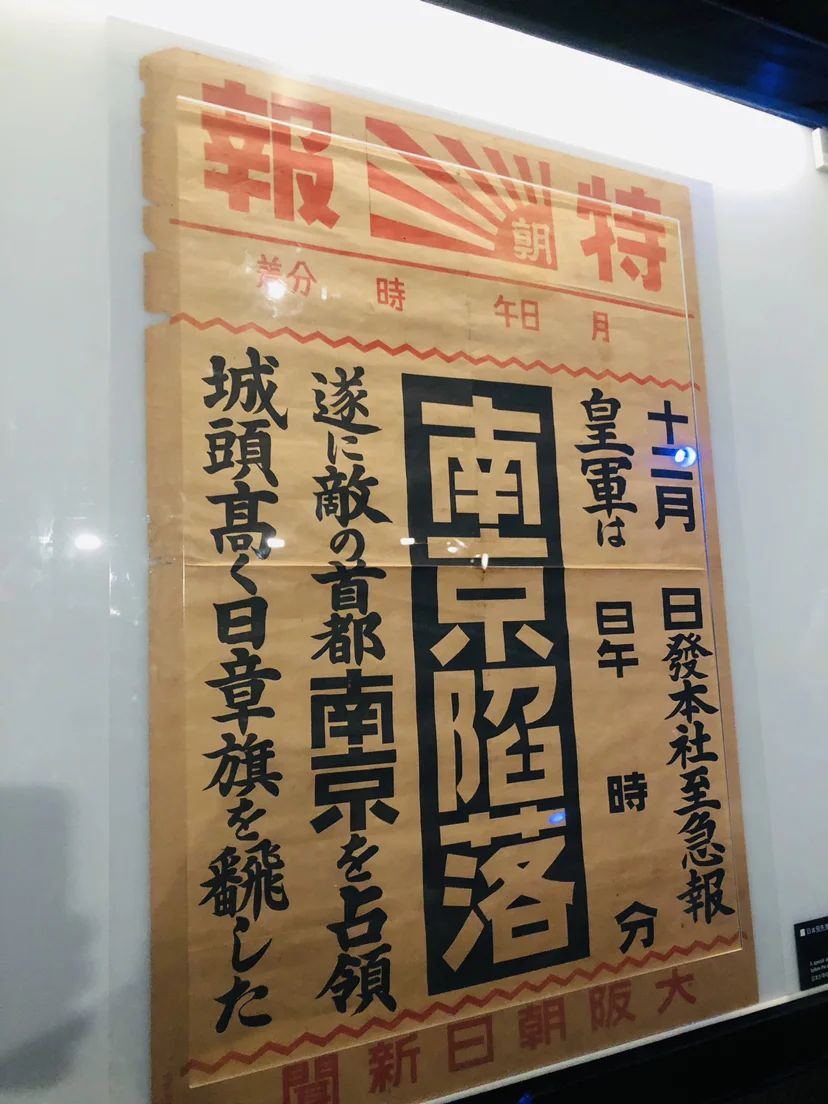 特 朝 報
月 日午 時 分着
十二月 日發本社至急報
皇軍は 日午 時 分
南京陷落
遂に敵の首都南京を占領
城頭高く日章旗を飜した
大阪朝日新聞